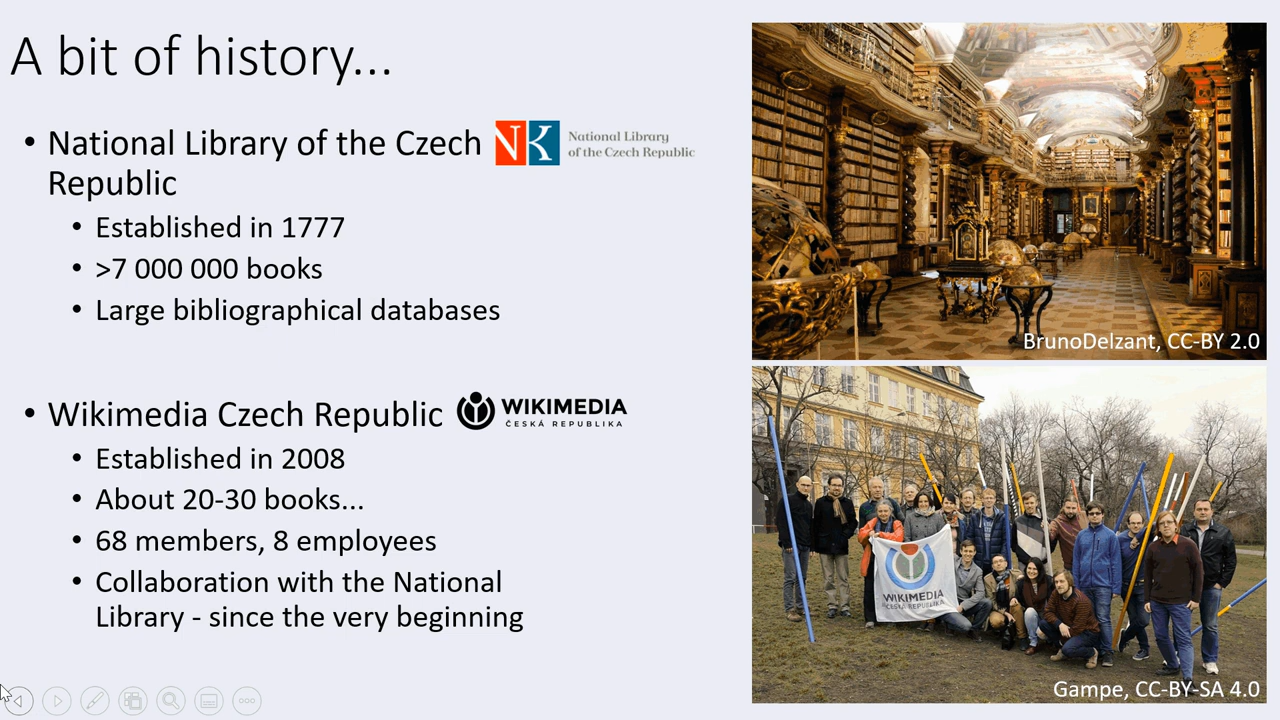 A bit of history...
• National Library of the Czech
Republic
NK National Library
of the Czech Republic
• Established in 1777
• >7 000 000 books
• Large bibliographical databases
• Wikimedia Czech Republic
WIKIMEDIA
ČESKÁ REPUBLIKA
• Established in 2008
• About 20-30 books...
• 68 members, 8 employees
• Collaboration with the National
Library - since the very beginning
BrunoDelzant, CC-BY 2.0
WIKIMEDIA
ČESKÁ REPUBLIKA
Gampe, CC-BY-SA 4.0